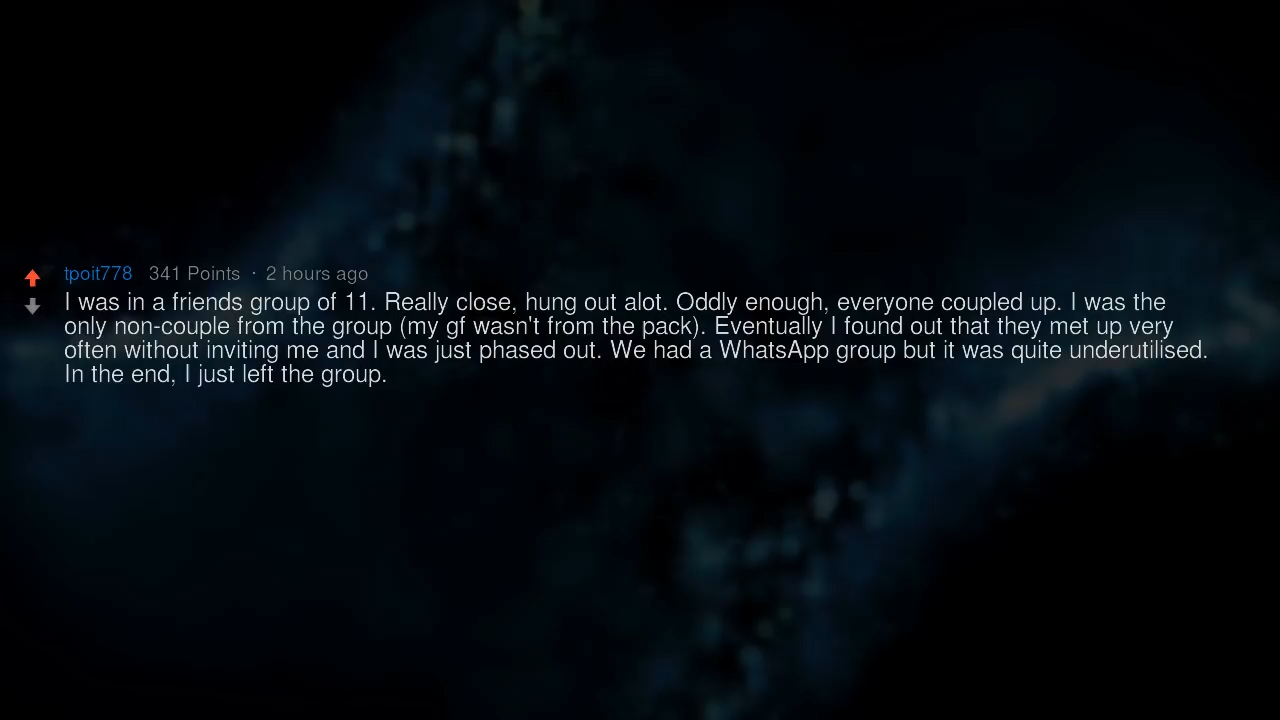 tpoit778 341 Points · 2 hours ago
I was in a friends group of 11. Really close, hung out alot. Oddly enough, everyone coupled up. I was the
only non-couple from the group (my gf wasn't from the pack). Eventually I found out that they met up very
often without inviting me and I was just phased out. We had a WhatsApp group but it was quite underutilised.
In the end, I just left the group.